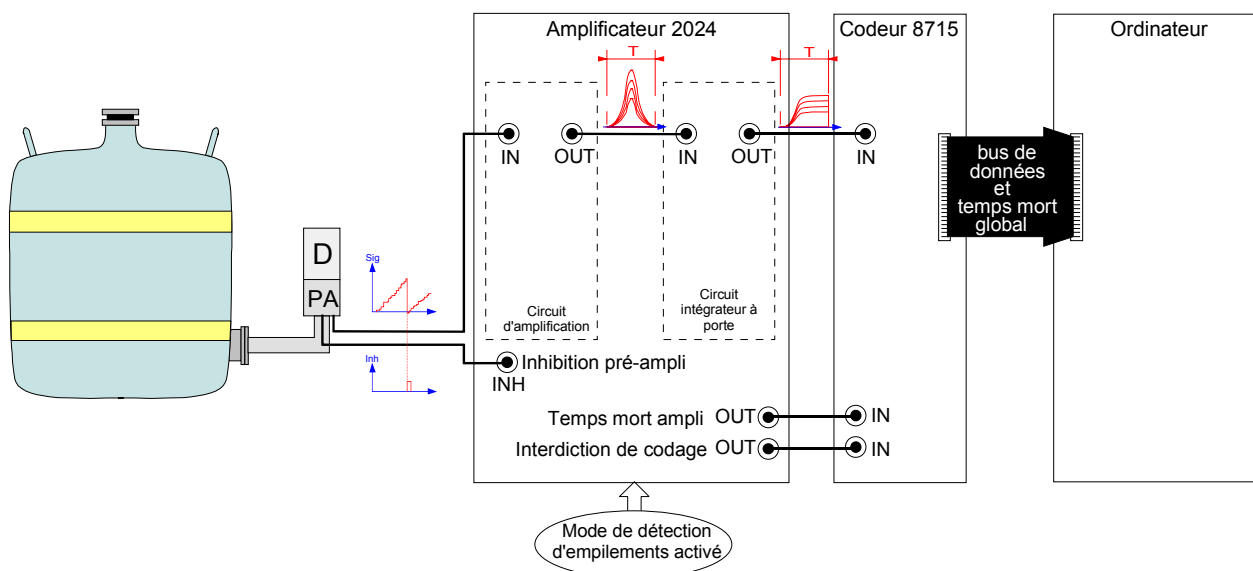 Amplificateur 2024
Codeur 8715
Ordinateur
T
T
IN
OUT
IN
OUT
IN
bus de
données
et
temps mort
global
D
PA
Sig
Inh
Circuit
d'amplification
Circuit
intégrateur à
porte
Inhibition pré-ampli
INH
Temps mort ampli
OUT
IN
Interdiction de codage
OUT
IN
Mode de détection
d'empilements activé